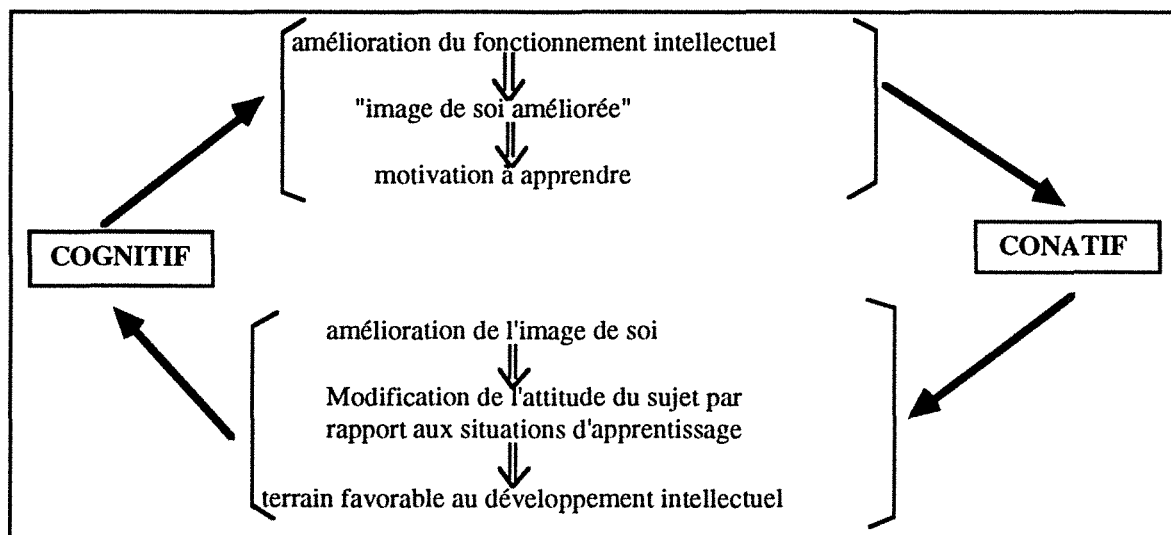 amélioration du fonctionnement intellectuel
"image de soi améliorée"
motivation à apprendre
COGNITIF
CONATIF
amélioration de l'image de soi
Modification de l'attitude du sujet par
rapport aux situations d'apprentissage
terrain favorable au développement intellectuel